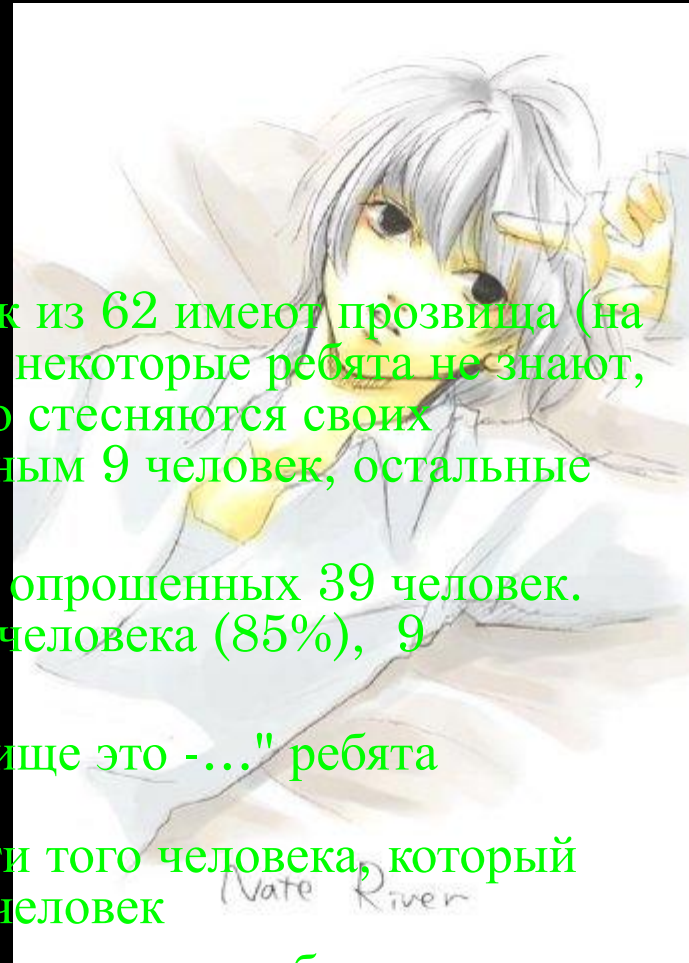 к из 62 имеют прозвища (на
некоторые ребята не знают,
о стесняются своих
ным 9 человек, остальные
опрошенных 39 человек.
человека (85%), 9
ище это -..." ребята
и того человека, который
Nate River
человек